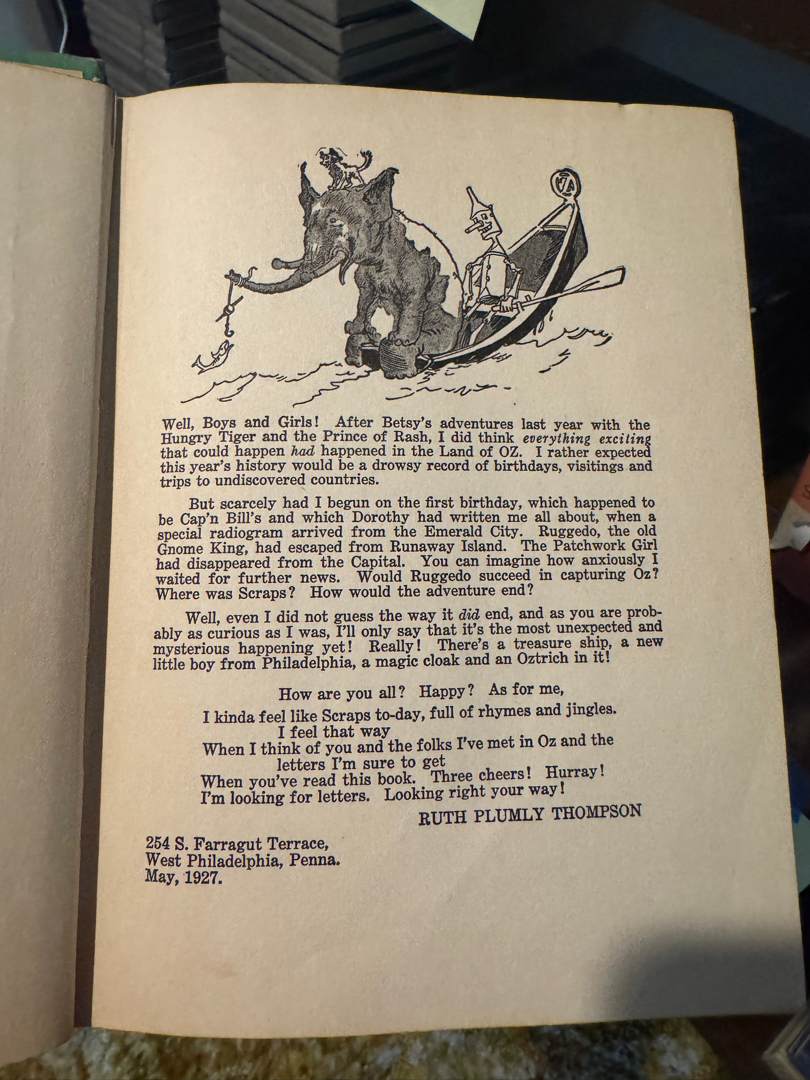 Well, Boys and Girls! After Betsy's adventures last year with the
Hungry Tiger and the Prince of Rash, I did think everything exciting
that could happen had happened in the Land of OZ. I rather expected
this year's history would be a drowsy record of birthdays, visitings and
trips to undiscovered countries.
But scarcely had I begun on the first birthday, which happened to
be Cap'n Bill's and which Dorothy had written me all about, when a
special radiogram arrived from the Emerald City. Ruggedo, the old
Gnome King, had escaped from Runaway Island. The Patchwork Girl
had disappeared from the Capital. You can imagine how anxiously I
waited for further news. Would Ruggedo succeed in capturing Oz?
Where was Scraps? How would the adventure end?
Well, even I did not guess the way it did end, and as you are prob-
ably as curious as I was, I'll only say that it's the most unexpected and
mysterious happening yet! Really! There's a treasure ship, a new
little boy from Philadelphia, a magic cloak and an Oztrich in it!
How are you all? Happy? As for me,
I kinda feel like Scraps to-day, full of rhymes and jingles.
I feel that way
When I think of you and the folks I've met in Oz and the
letters I'm sure to get
When you've read this book. Three cheers! Hurray!
I'm looking for letters. Looking right your way!
RUTH PLUMLY THOMPSON
254 S. Farragut Terrace,
West Philadelphia, Penna.
May, 1927.